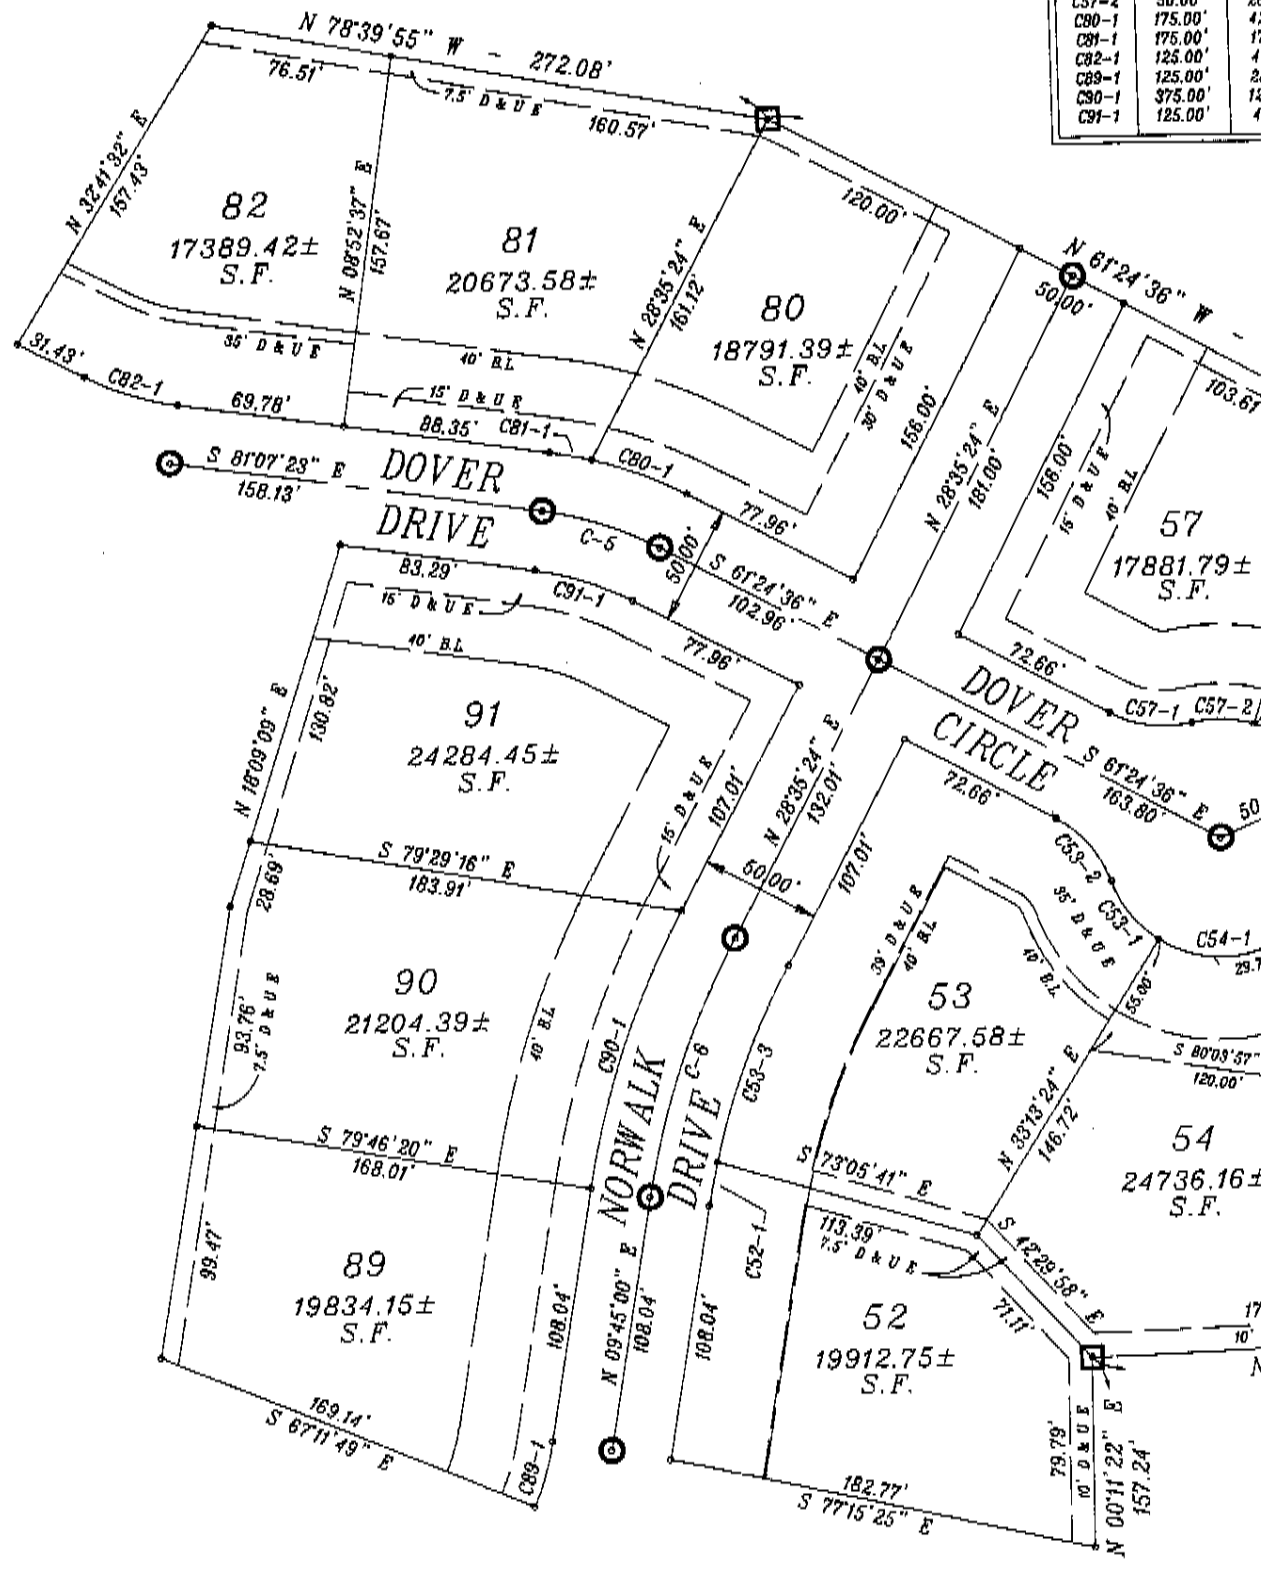 C57-2 50.00'
C80-1 175.00'
C81-1 175.00'
C82-1 125.00'
C89-1 125.00'
C90-1 375.00'
C91-1 125.00'
N 78°39'55" W - 272.08'
76.51'
7.5' D & U E
160.57'
N 32°41'32" E
157.43'
82
17389.42±
S.F.
N 08°52'37" E
157.67'
81
20673.58±
S.F.
N 28°35'24" E
161.12'
120.00'
80
18791.39±
S.F.
40' B.L
30' D & U E
158.00'
N 61°24'36" W -
50.00'
103.61
N 28°35'24" E
181.00'
158.00'
15' D & U E
40' B.L
57
17881.79±
S.F.
31.43'
C82-1
35' D & U E
40' B.L
15' D & U E
69.78'
88.35'
C81-1
C80-1
77.96'
S 81°07'23" E
158.13'
DOVER
DRIVE
C-5
50.00'
S 61°24'36" E
102.96'
83.29'
15' D & U E
C91-1
77.96'
40' B.L
72.66'
C57-1
C57-2
DOVER
CIRCLE
S 61°24'36" E
163.80'
50
N 18°09'09" E
130.82'
91
24284.45±
S.F.
15' D & U E
107.01'
N 28°35'24" E
132.01'
72.66'
S 79°29'16" E
183.91'
50.00'
107.01'
C53-2
C53-1
C54-1
29.7
28.69'
93.76'
7.5' D & U E
90
21204.39±
S.F.
40' B.L
C90-1
C-6
C53-3
39' D & U E
40' B.L
35' D & U E
40' B.L
53
22667.58±
S.F.
55.00'
S 80°03'57"
120.00'
N 33°13'24" E
146.72'
54
24736.16±
S.F.
S 79°46'20" E
168.01'
NORWALK
DRIVE
S 73°05'41" E
113.39'
7.5' D & U E
S 42°29'58" E
71.11'
C52-1
99.47'
89
19834.15±
S.F.
108.04'
N 09°45'00" E
108.04'
108.04'
52
19912.75±
S.F.
17
10'
N
169.14'
S 67°11'49" E
C89-1
182.77'
S 77°15'25" E
79.79'
10' D & U E
N 00°11'22" E
157.24'